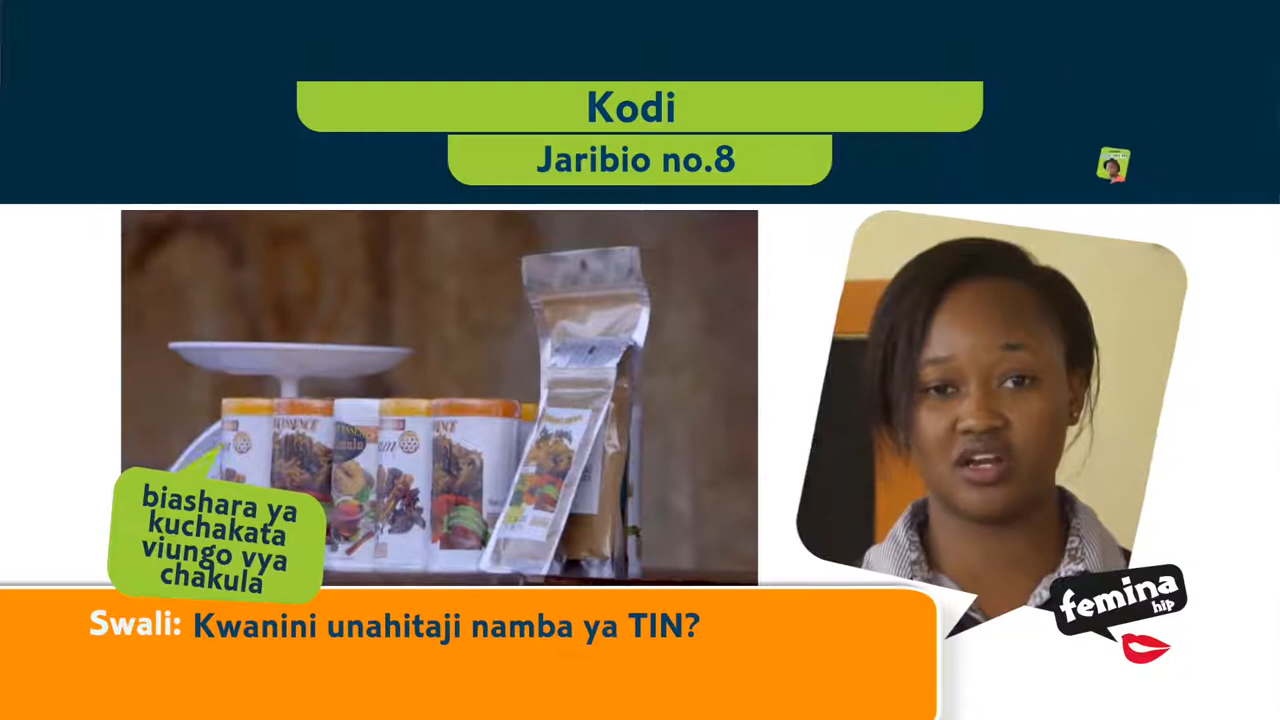 Kodi
Jaribio no.8
biashara ya
kuchakata
viungo vya
chakula
Swali: Kwanini unahitaji namba ya TIN?
femina
hip